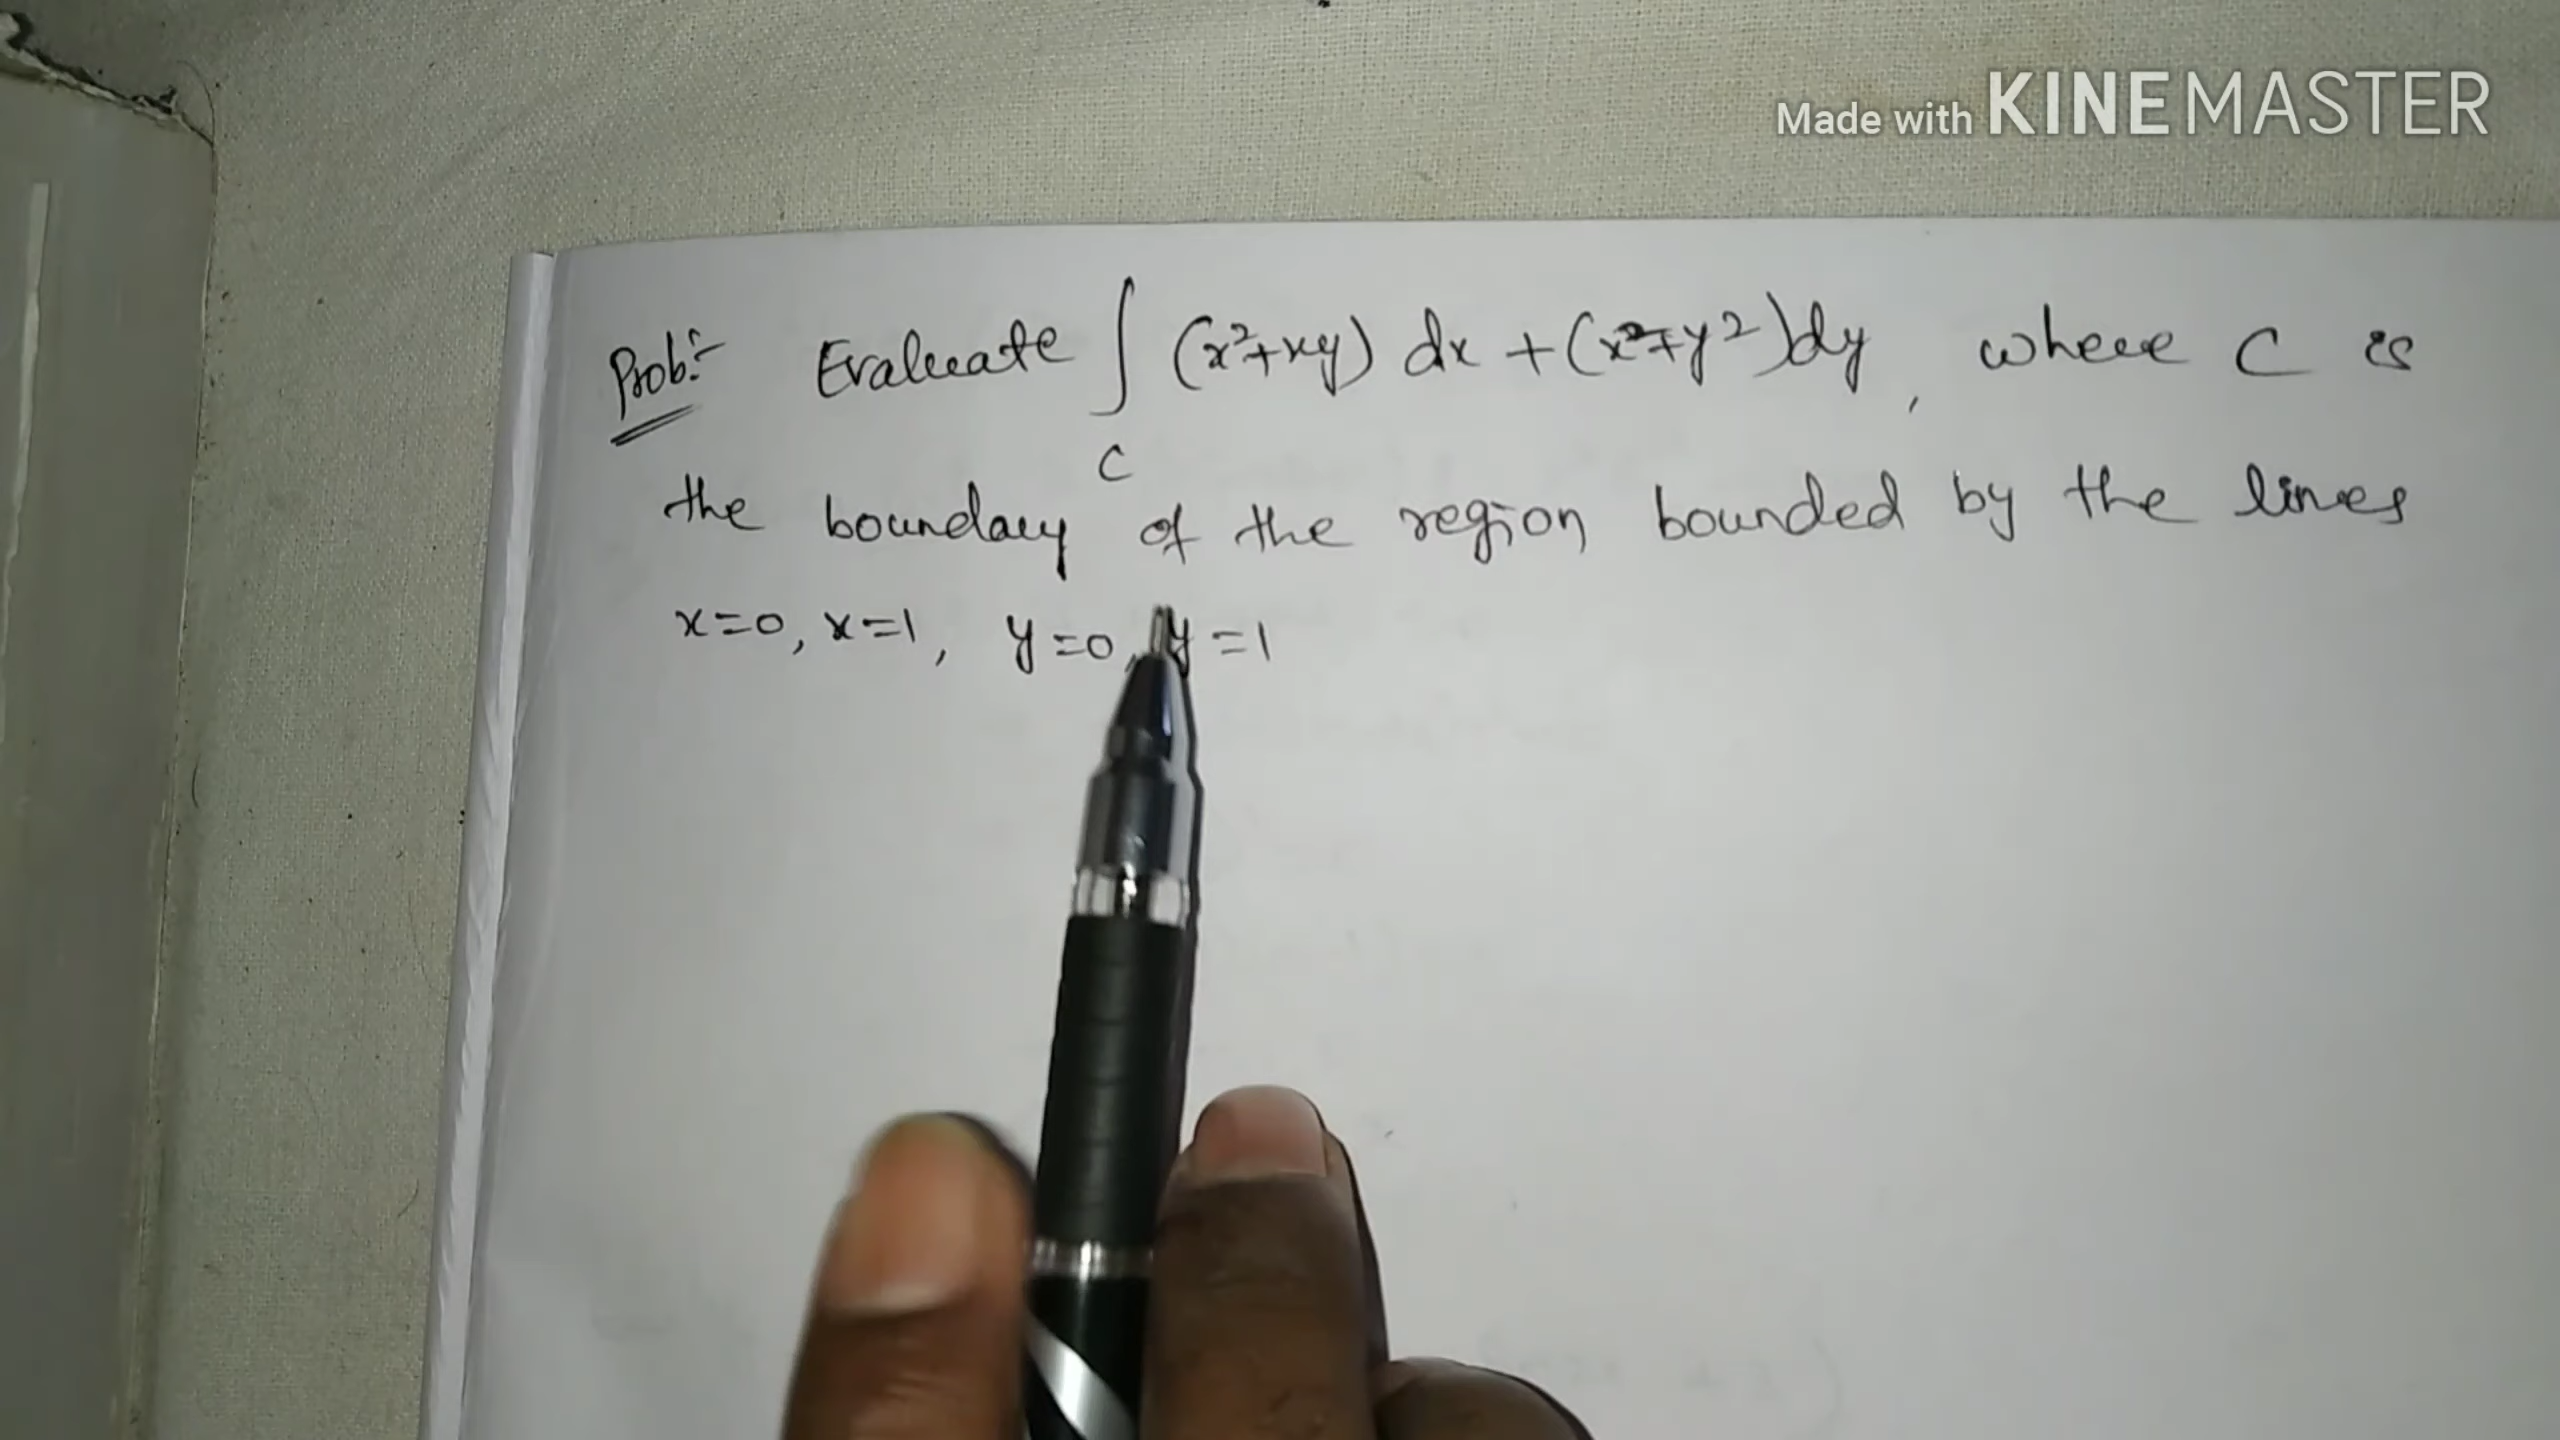 Made with KINEMASTER
Prob:- Evaluate ∫ (x²+xy) dx + (x²+y²)dy, where C is
C
the boundary of the region bounded by the lines
x=0, x=1, y=0, y=1